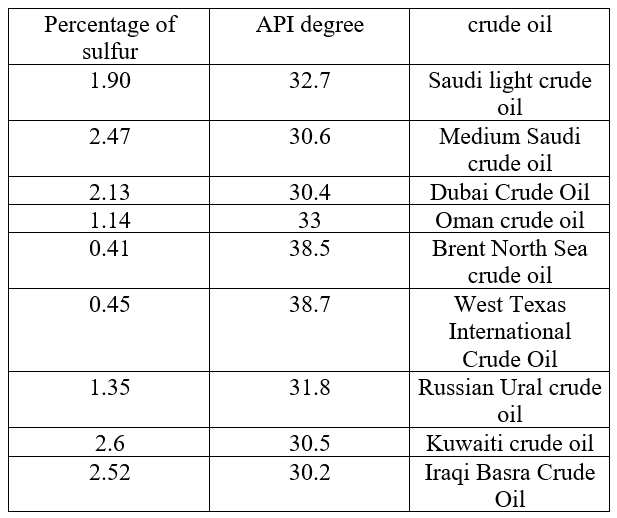 Percentage of
sulfur
API degree
crude oil
1.90
32.7
Saudi light crude
oil
2.47
30.6
Medium Saudi
crude oil
2.13
30.4
Dubai Crude Oil
1.14
33
Oman crude oil
0.41
38.5
Brent North Sea
crude oil
0.45
38.7
West Texas
International
Crude Oil
1.35
31.8
Russian Ural crude
oil
2.6
30.5
Kuwaiti crude oil
2.52
30.2
Iraqi Basra Crude
Oil